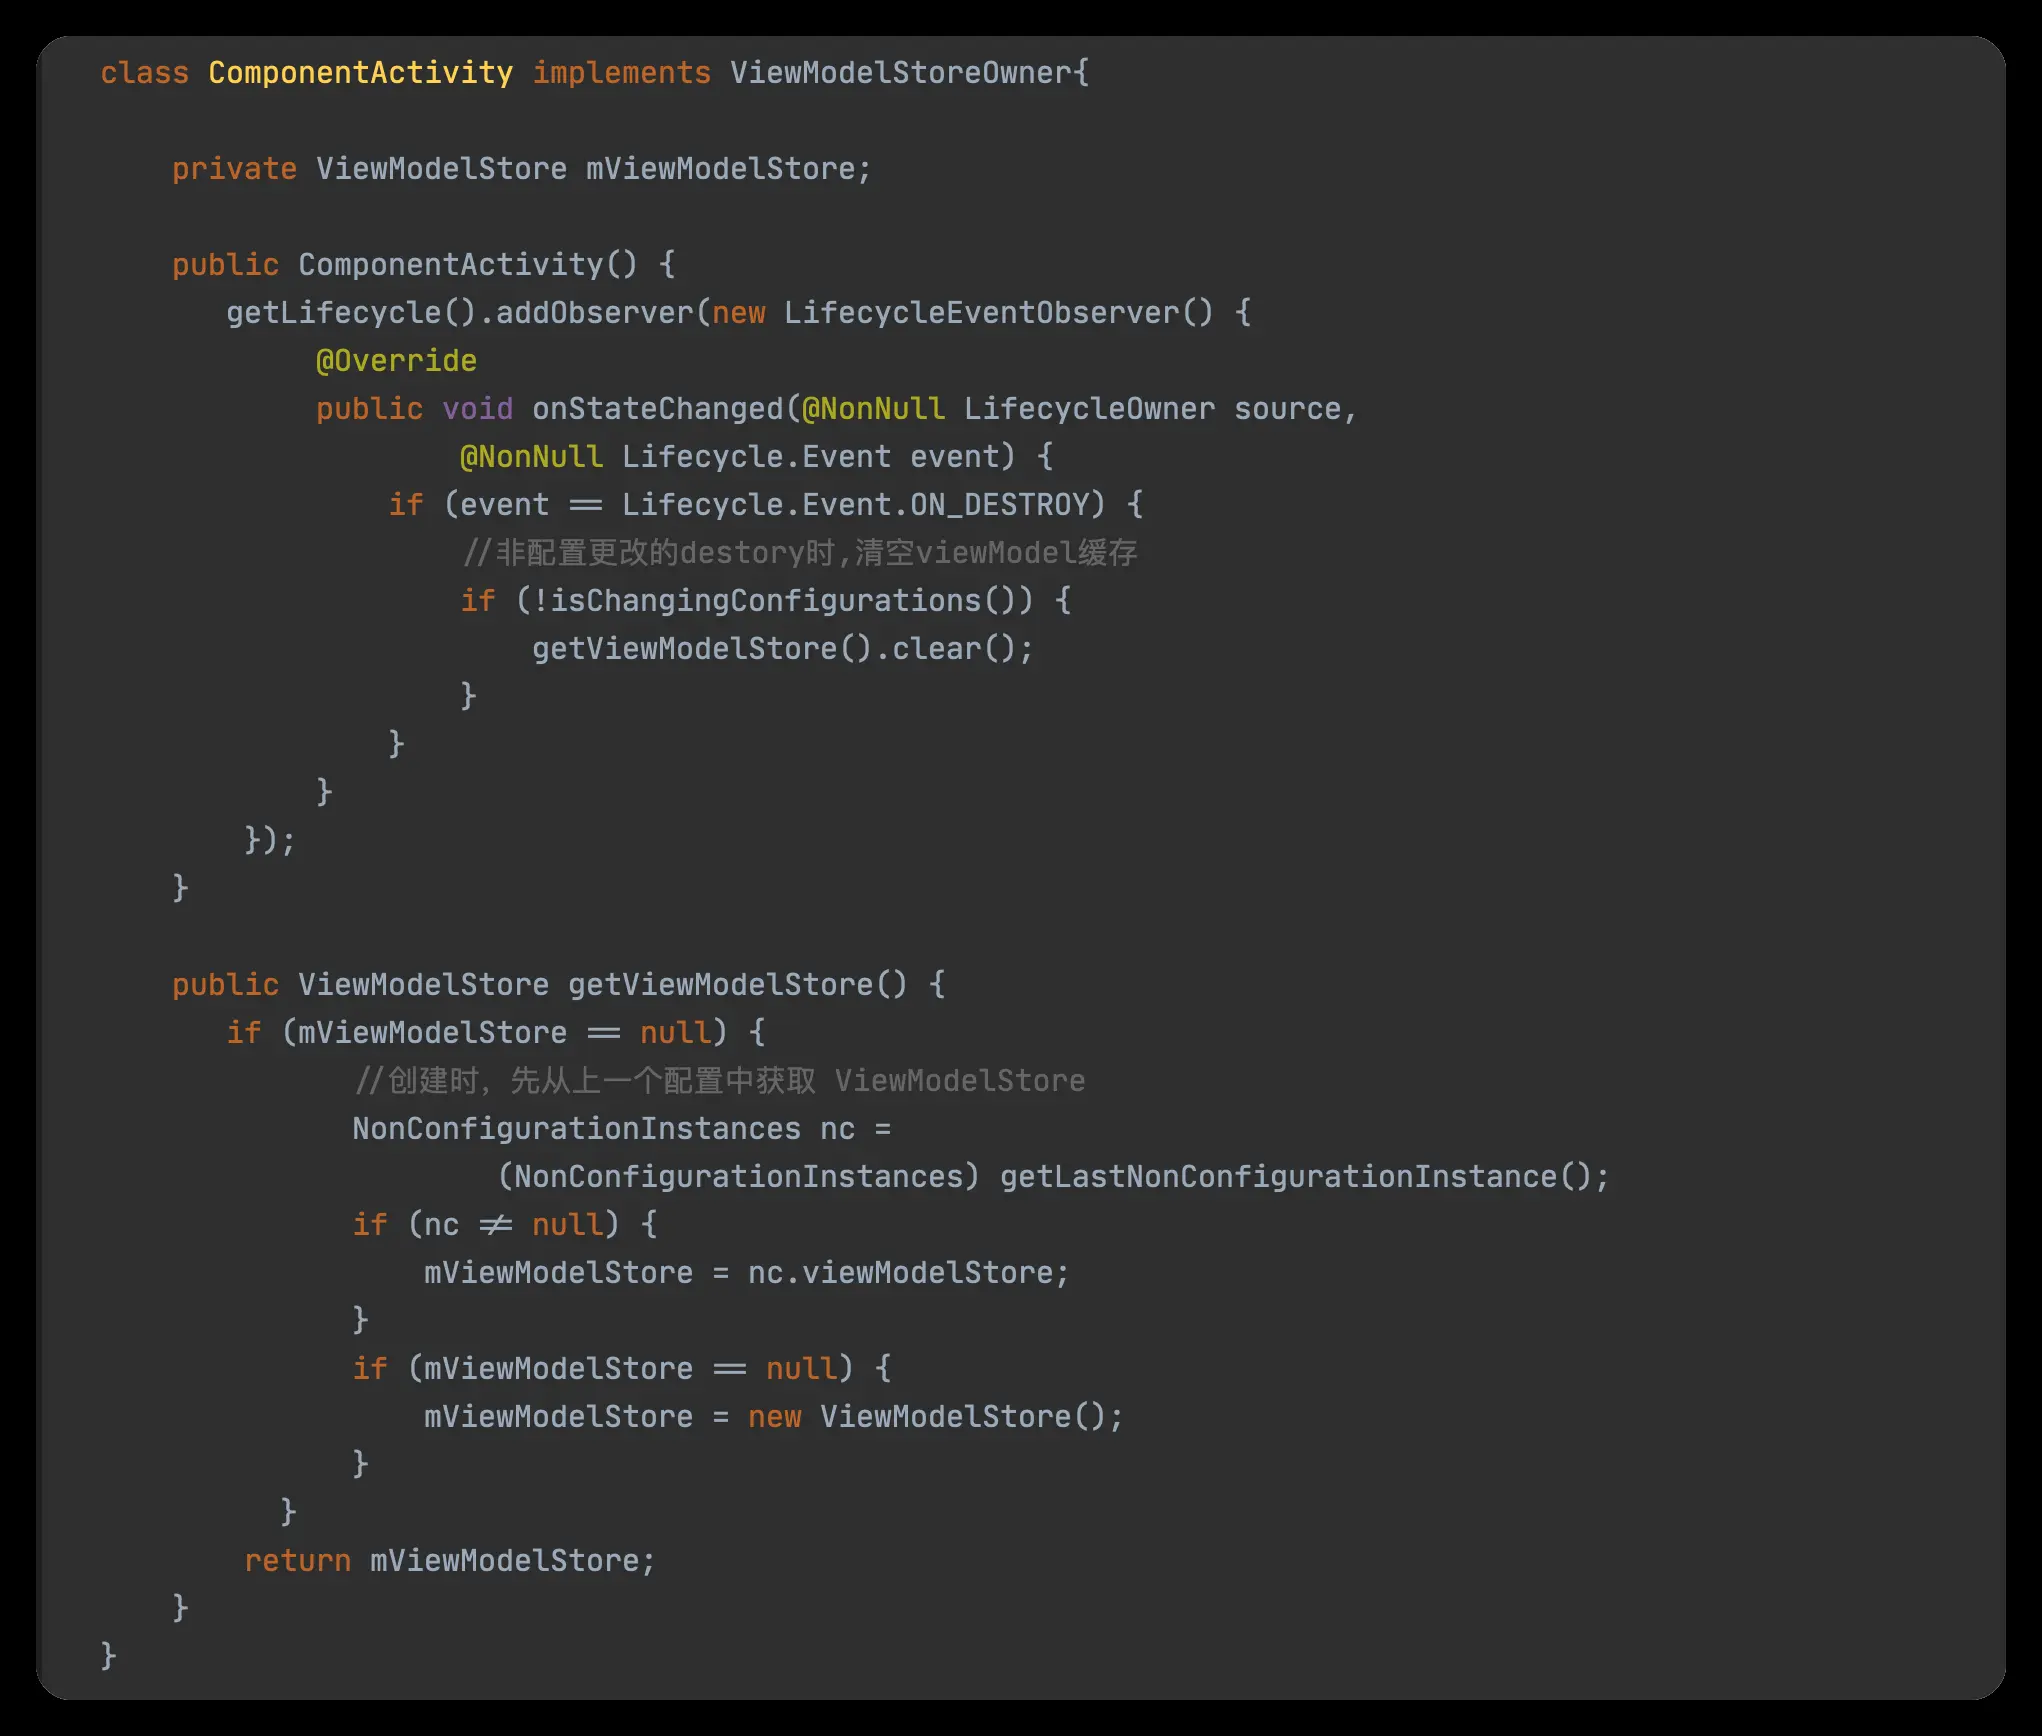 class ComponentActivity implements ViewModelStoreOwner{
private ViewModelStore mViewModelStore;
public ComponentActivity() {
getLifecycle().addObserver(new LifecycleEventObserver() {
@Override
public void onStateChanged(@NonNull LifecycleOwner source,
@NonNull Lifecycle.Event event) {
if (event == Lifecycle.Event.ON_DESTROY) {
//非配置更改的destory时,清空viewModel缓存
if (!isChangingConfigurations()) {
getViewModelStore().clear();
}
}
}
});
}
public ViewModelStore getViewModelStore() {
if (mViewModelStore == null) {
//创建时，先从上一个配置中获取 ViewModelStore
NonConfigurationInstances nc =
(NonConfigurationInstances) getLastNonConfigurationInstance();
if (nc != null) {
mViewModelStore = nc.viewModelStore;
}
if (mViewModelStore == null) {
mViewModelStore = new ViewModelStore();
}
}
return mViewModelStore;
}
}